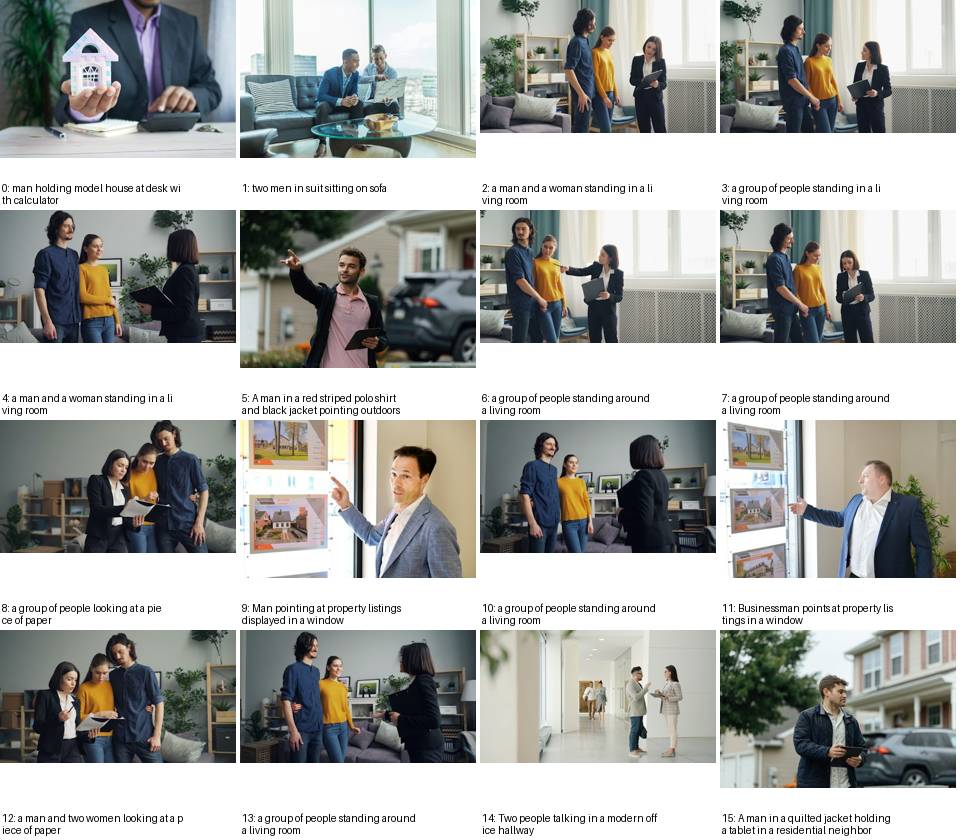 0: man holding model house at desk wi
th calculator
1: two men in suit sitting on sofa
2: a man and a woman standing in a li
ving room
3: a group of people standing in a li
ving room
4: a man and a woman standing in a li
ving room
5: A man in a red striped polo shirt
and black jacket pointing outdoors
6: a group of people standing around
a living room
7: a group of people standing around
a living room
8: a group of people looking at a pie
ce of paper
9: Man pointing at property listings
displayed in a window
10: a group of people standing around
a living room
11: Businessman points at property lis
tings in a window
12: a man and two women looking at a p
iece of paper
13: a group of people standing around
a living room
14: Two people talking in a modern off
ice hallway
15: A man in a quilted jacket holding
a tablet in a residential neighbor